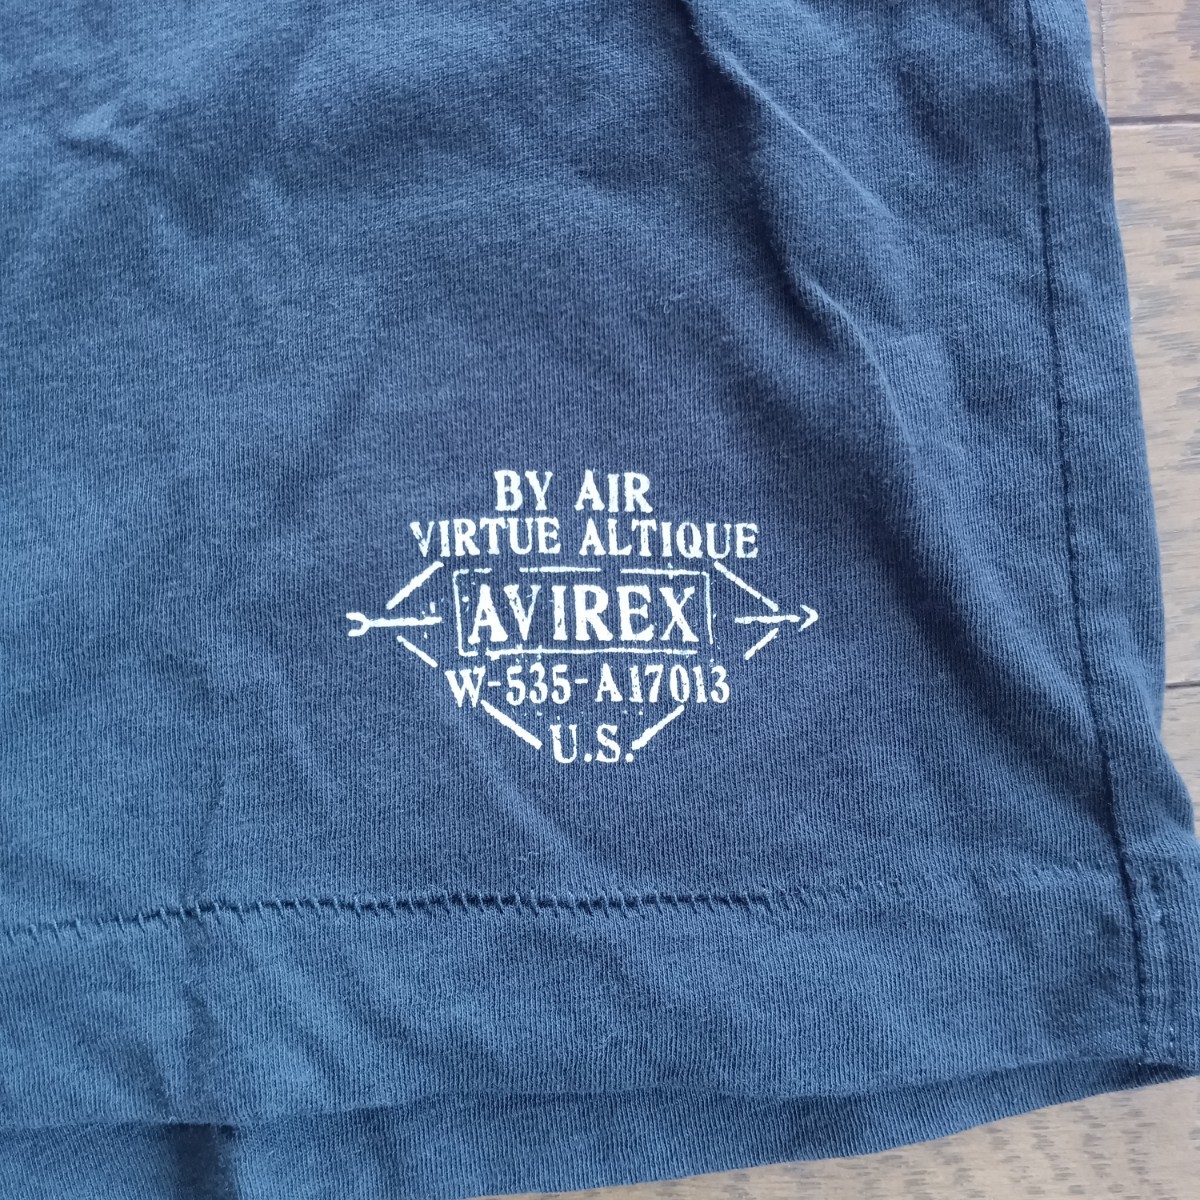 BY AIR
VIRTUE ALTIQUE
AVIREX
W-535-A17013
U.S.